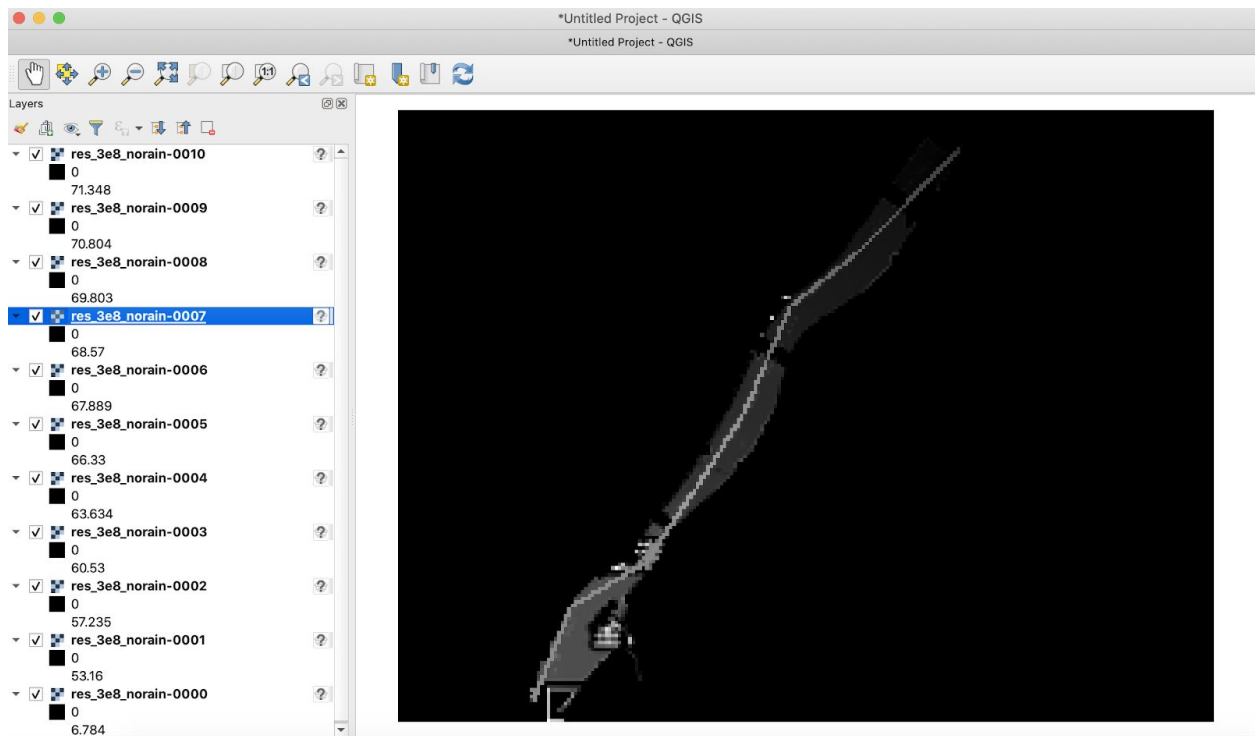 *Untitled Project - QGIS
*Untitled Project - QGIS
1:1
Layers
res_3e8_norain-0010
?
0
71.348
res_3e8_norain-0009
?
0
70.804
res_3e8_norain-0008
?
0
69.803
res_3e8_norain-0007
?
0
68.57
res_3e8_norain-0006
?
0
67.889
res_3e8_norain-0005
?
0
66.33
res_3e8_norain-0004
?
0
63.634
res_3e8_norain-0003
?
0
60.53
res_3e8_norain-0002
?
0
57.235
res_3e8_norain-0001
?
0
53.16
res_3e8_norain-0000
?
0
6.784